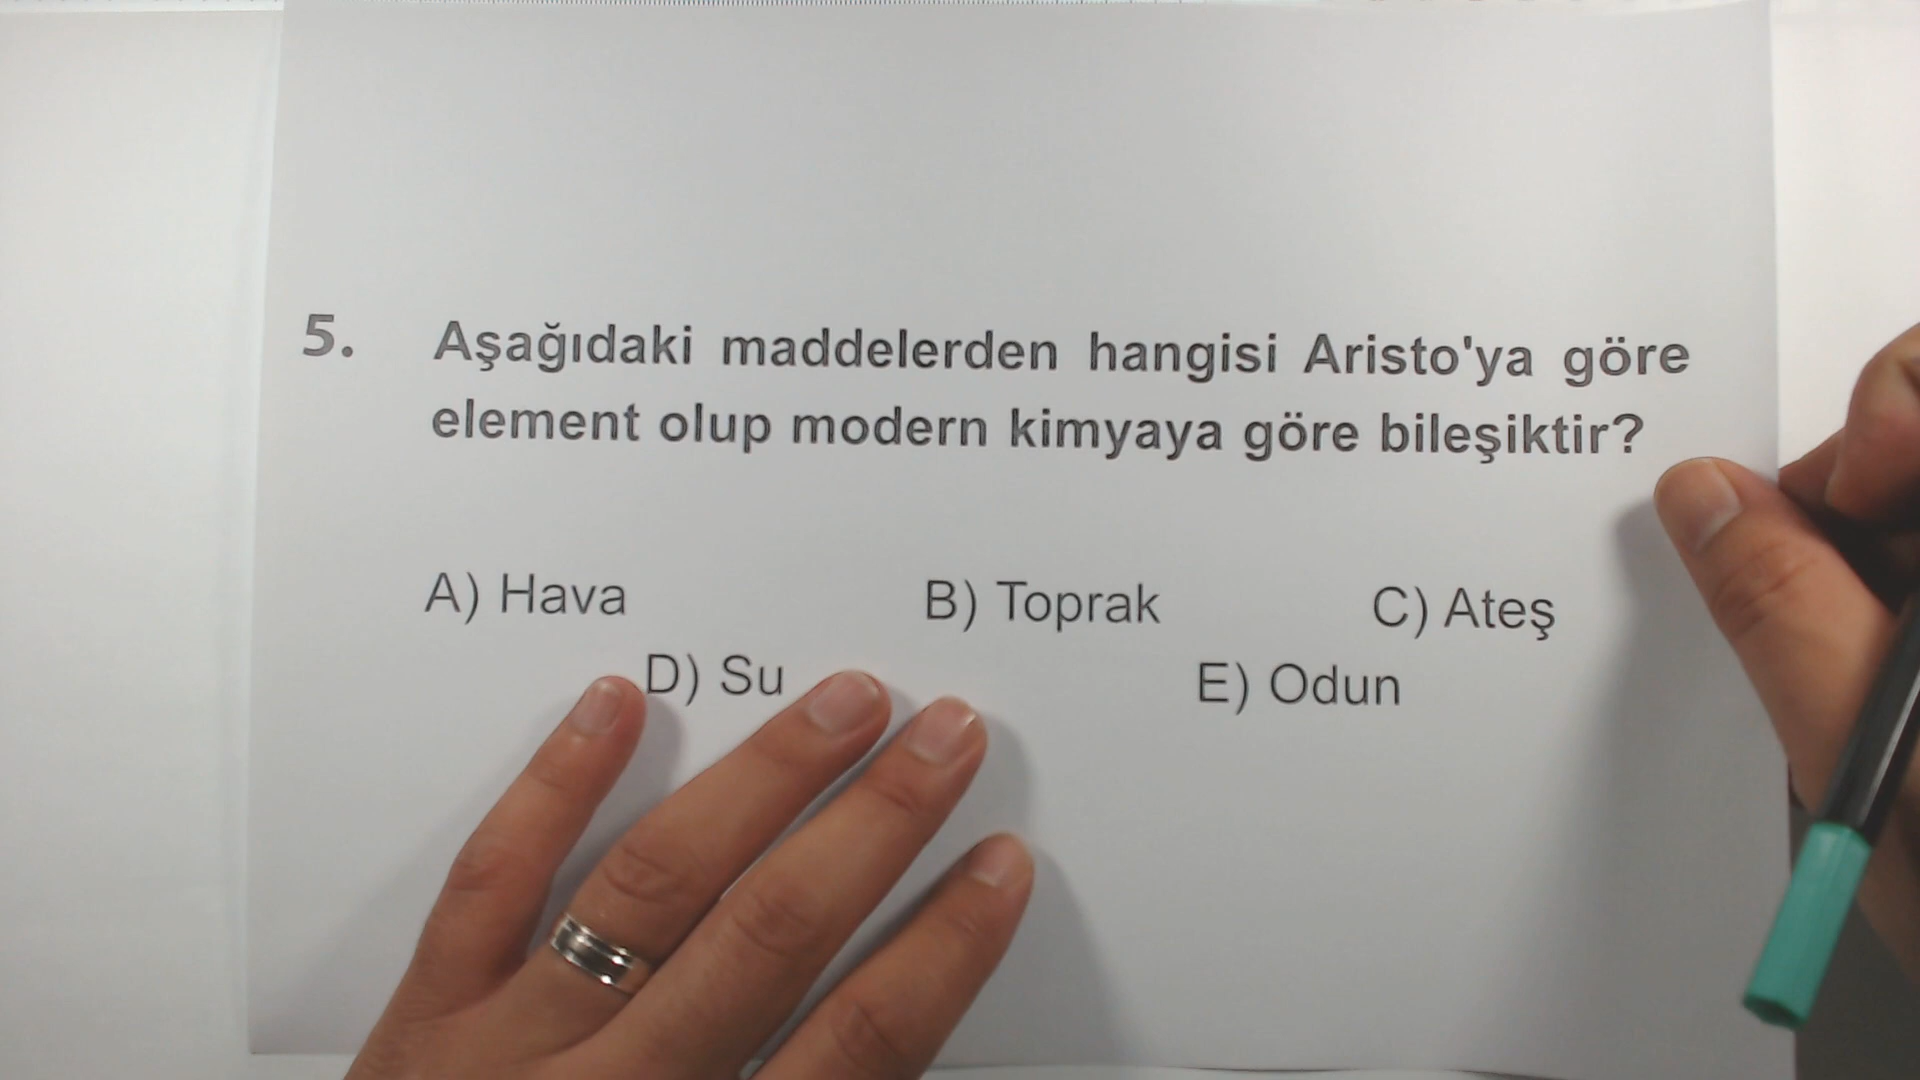 5. Aşağıdaki maddelerden hangisi Aristo'ya göre
element olup modern kimyaya göre bileşiktir?
A) Hava B) Toprak C) Ateş
D) Su E) Odun